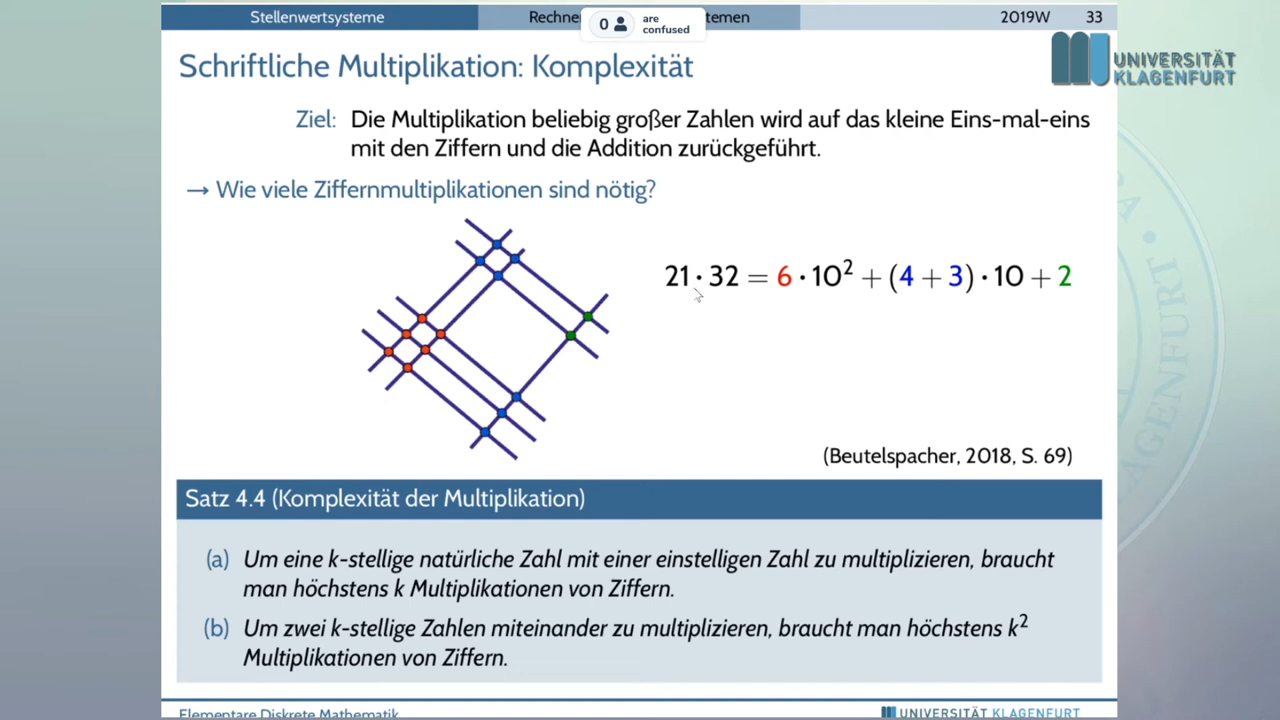 Stellenwertsysteme
2019W 33
0 are confused
Schriftliche Multiplikation: Komplexität
UNIVERSITÄT
KLAGENFURT
Ziel: Die Multiplikation beliebig großer Zahlen wird auf das kleine Eins-mal-eins
mit den Ziffern und die Addition zurückgeführt.
→ Wie viele Ziffernmultiplikationen sind nötig?
21 · 32 = 6 · 10² + (4 + 3) · 10 + 2
(Beutelspacher, 2018, S. 69)
Satz 4.4 (Komplexität der Multiplikation)
(a) Um eine k-stellige natürliche Zahl mit einer einstelligen Zahl zu multiplizieren, braucht
man höchstens k Multiplikationen von Ziffern.
(b) Um zwei k-stellige Zahlen miteinander zu multiplizieren, braucht man höchstens k²
Multiplikationen von Ziffern.
Elementare Diskrete Mathematik
UNIVERSITÄT KLAGENFURT